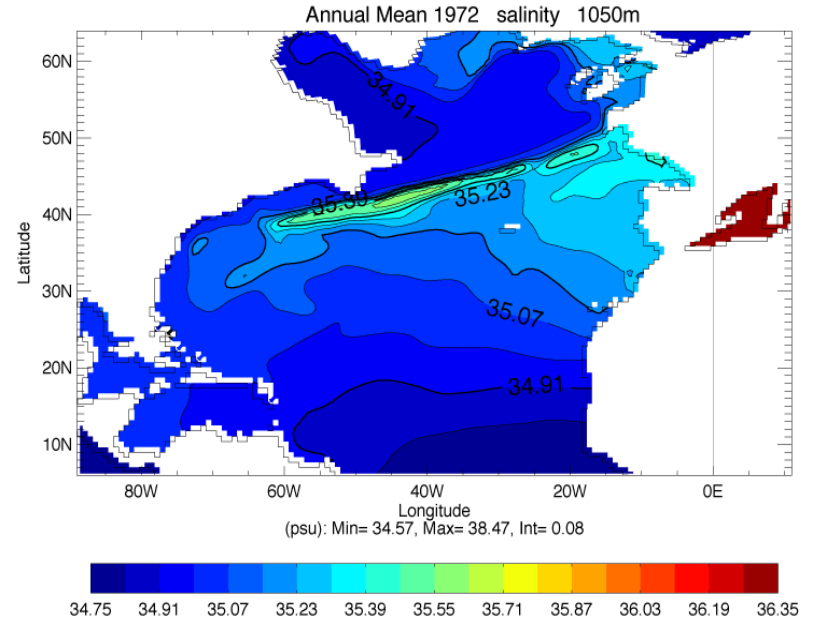 Annual Mean 1972 salinity 1050m
60N
50N
40N
30N
20N
10N
Latitude
34.91
35.39
35.23
35.07
34.91
80W
60W
40W
20W
0E
Longitude
(psu): Min= 34.57, Max= 38.47, Int= 0.08
34.75 34.91 35.07 35.23 35.39 35.55 35.71 35.87 36.03 36.19 36.35